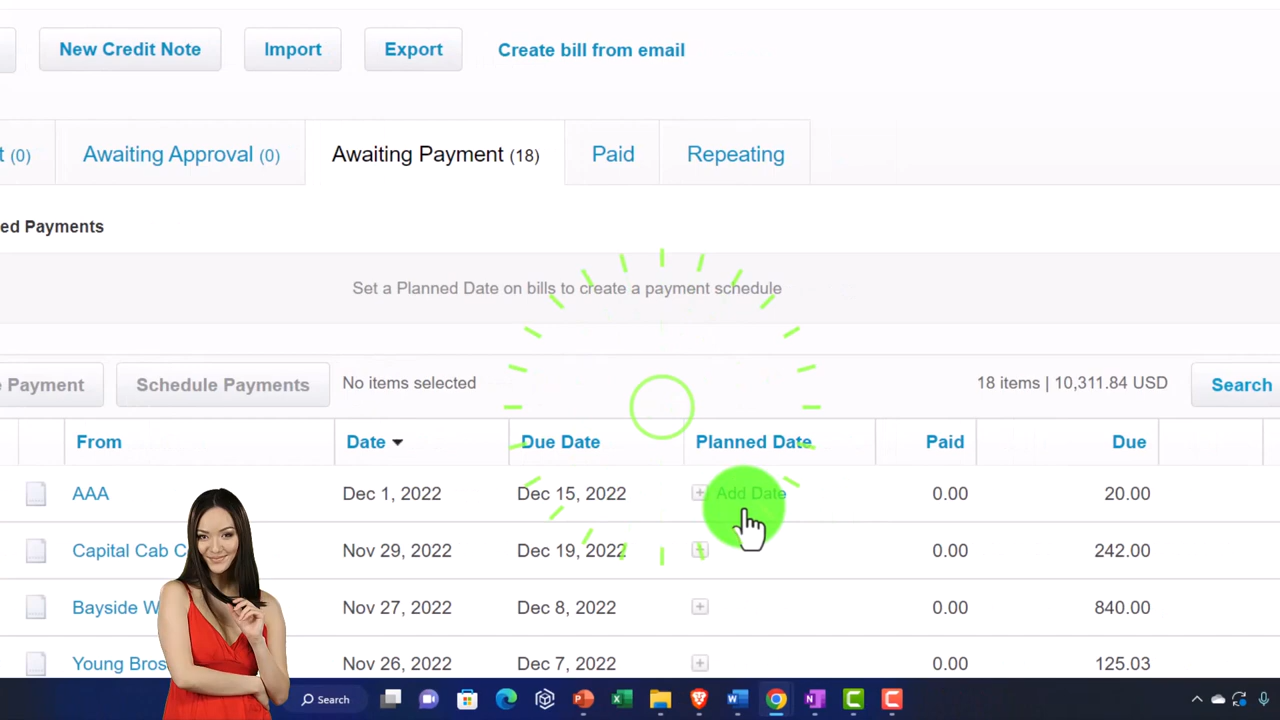 New Credit Note Import Export Create bill from email
t (0) Awaiting Approval (0) Awaiting Payment (18) Paid Repeating
ed Payments
Set a Planned Date on bills to create a payment schedule
e Payment Schedule Payments No items selected 18 items | 10,311.84 USD Search
From Date Due Date Planned Date Paid Due
AAA Dec 1, 2022 Dec 15, 2022 Add Date 0.00 20.00
Capital Cab C Nov 29, 2022 Dec 19, 2022 0.00 242.00
Bayside W Nov 27, 2022 Dec 8, 2022 0.00 840.00
Young Bros Nov 26, 2022 Dec 7, 2022 0.00 125.03
Search